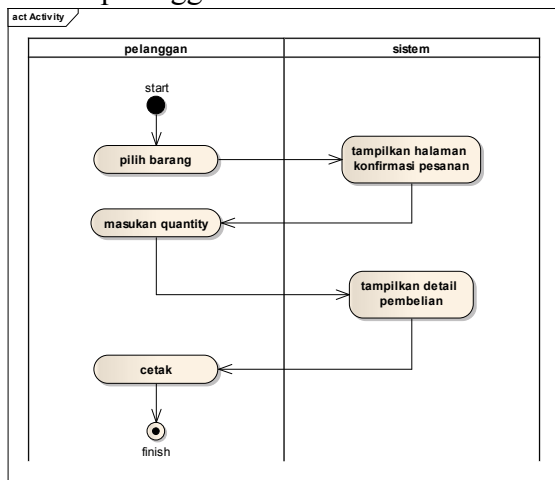 act Activity
pelanggan
sistem
start
pilih barang
tampilkan halaman
konfirmasi pesanan
masukan quantity
tampilkan detail
pembelian
cetak
finish